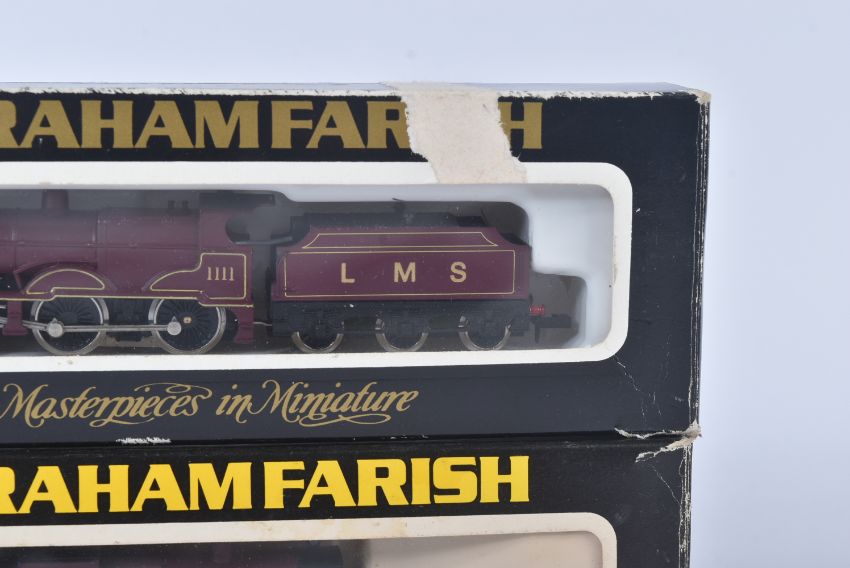 RAHAM FARISH
1111
L M S
Masterpieces in Miniature
RAHAM FARISH